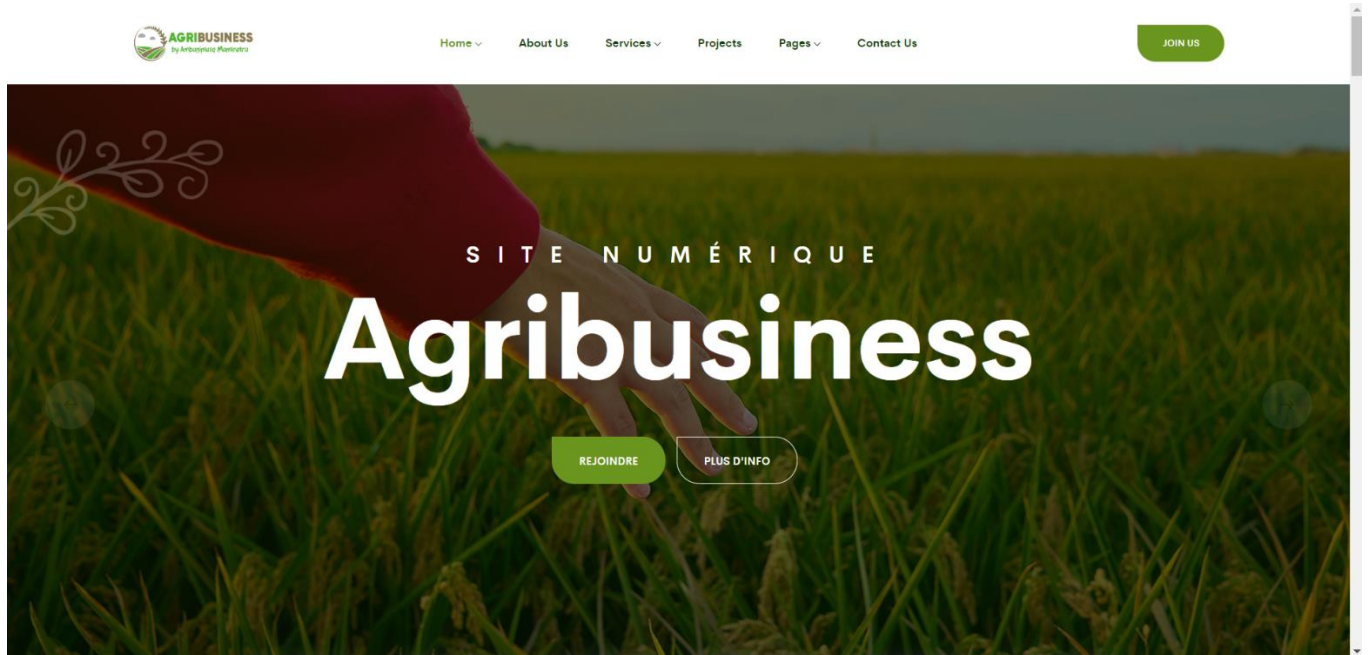 AGRIBUSINESS
Home
About Us
Services
Projects
Pages
Contact Us
JOIN US
SITE NUMÉRIQUE
Agribusiness
REJOINDRE
PLUS D'INFO